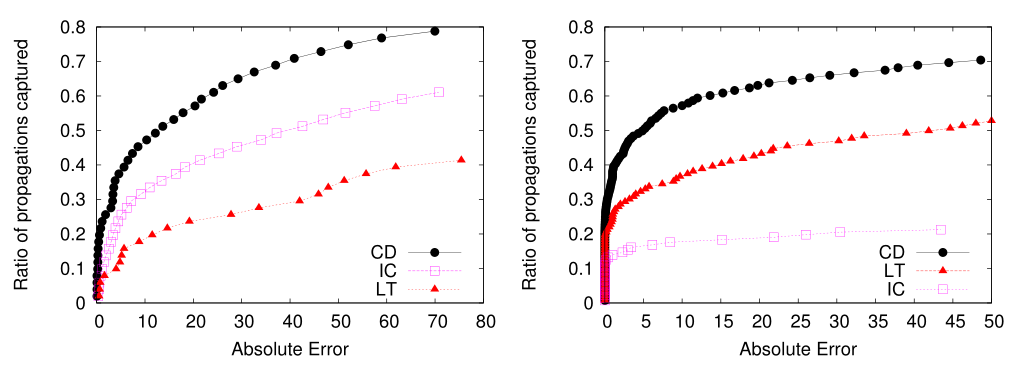 Ratio of propagations captured
0.8
0.7
0.6
0.5
0.4
0.3
0.2
0.1
0
CD
IC
LT
0 10 20 30 40 50 60 70 80
Absolute Error
Ratio of propagations captured
0.8
0.7
0.6
0.5
0.4
0.3
0.2
0.1
0
CD
LT
IC
0 5 10 15 20 25 30 35 40 45 50
Absolute Error